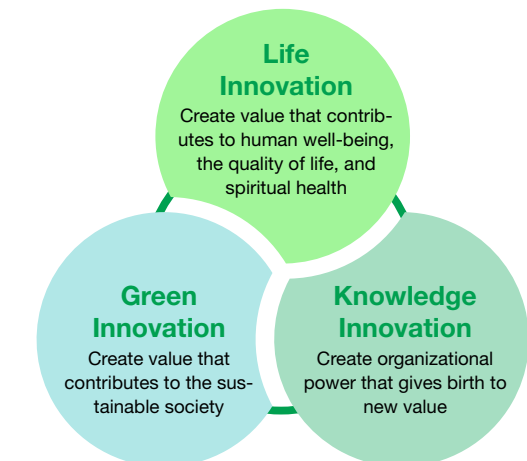 Life
Innovation
Create value that contrib-
utes to human well-being,
the quality of life, and
spiritual health
Green
Innovation
Create value that
contributes to the sus-
tainable society
Knowledge
Innovation
Create organizational
power that gives birth to
new value